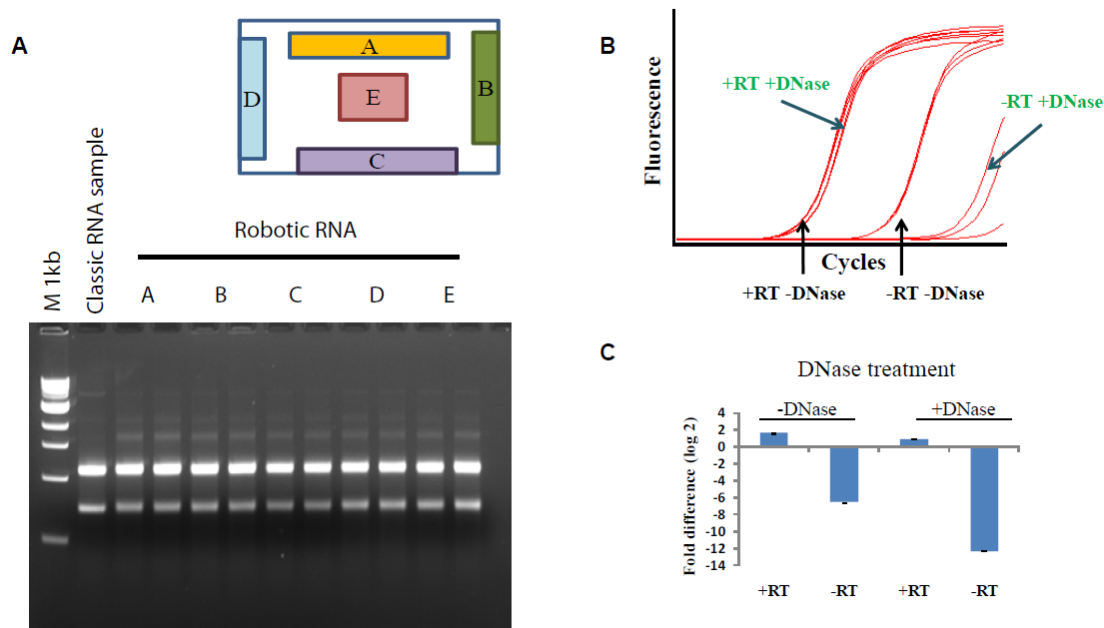 A
A
B
C
D
E
Robotic RNA
M 1kb
Classic RNA sample
A B C D E
B
Fluorescence
+RT +DNase
-RT +DNase
Cycles
+RT -DNase -RT -DNase
C
DNase treatment
-DNase +DNase
Fold difference (log 2)
4
2
0
-2
-4
-6
-8
-10
-12
-14
+RT -RT +RT -RT